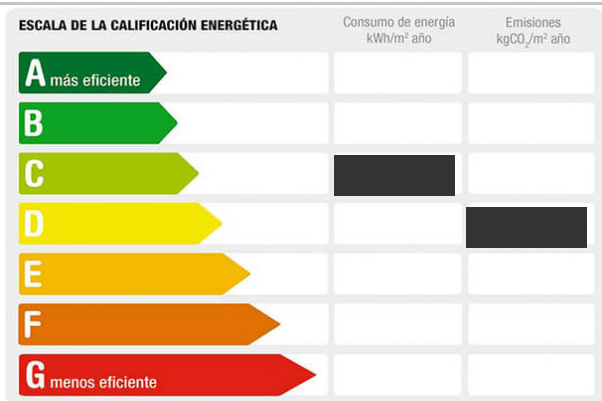 ESCALA DE LA CALIFICACIÓN ENERGÉTICA
Consumo de energía
kWh/m² año
Emisiones
kgCO₂/m² año
A más eficiente
B
C
D
E
F
G menos eficiente